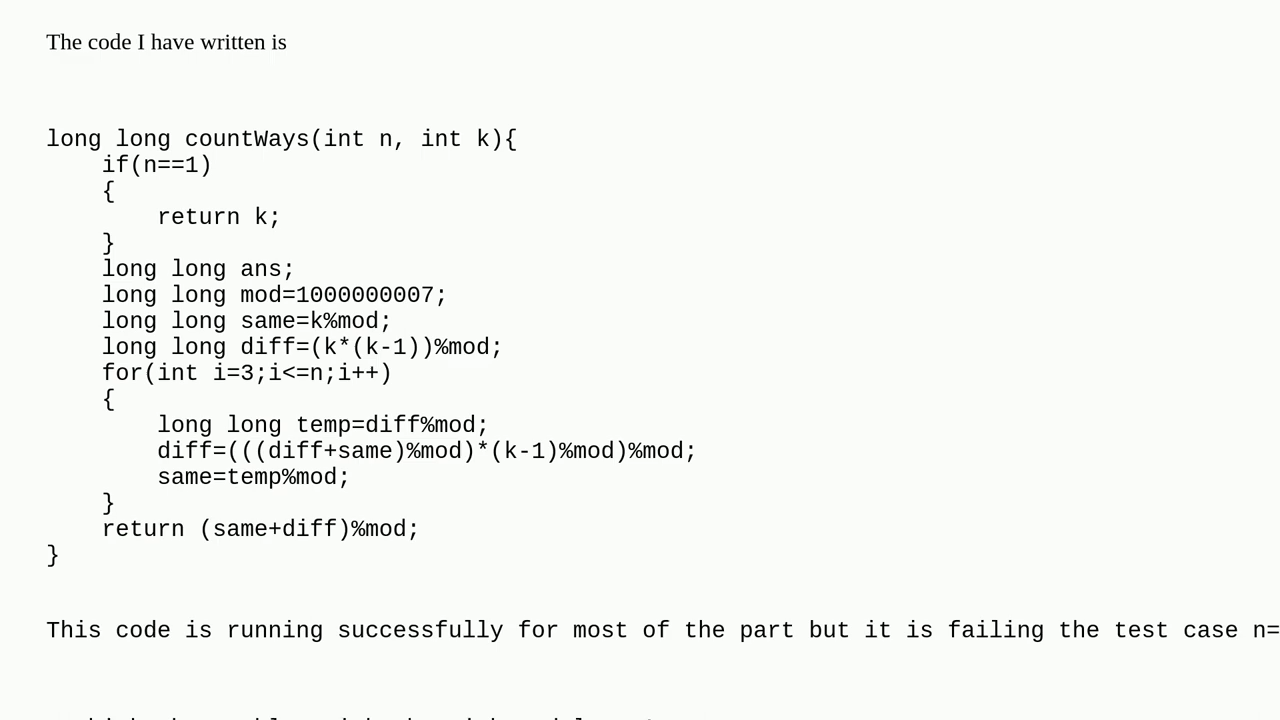 The code I have written is
long long countWays(int n, int k){
    if(n==1)
    {
        return k;
    }
    long long ans;
    long long mod=1000000007;
    long long same=k%mod;
    long long diff=(k*(k-1))%mod;
    for(int i=3;i<=n;i++)
    {
        long long temp=diff%mod;
        diff=(((diff+same)%mod)*(k-1)%mod)%mod;
        same=temp%mod;
    }
    return (same+diff)%mod;
}
This code is running successfully for most of the part but it is failing the test case n=